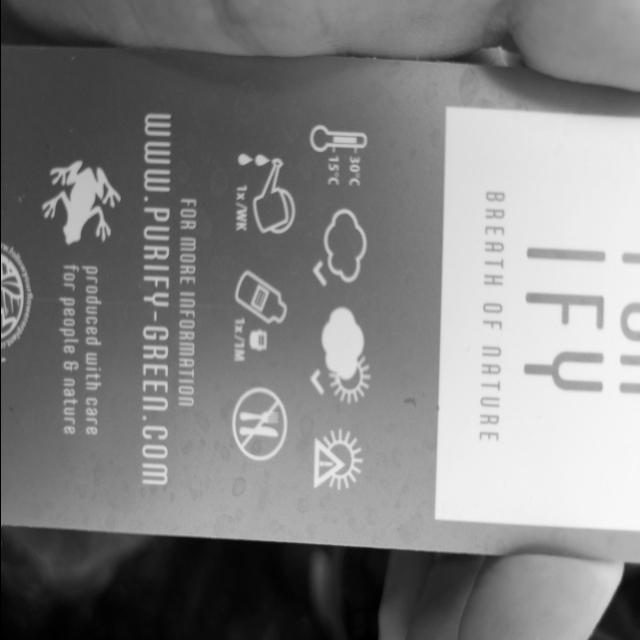 IFY
BREATH OF NATURE
30°C
15°C
1x/WK
1x/1M
FOR MORE INFORMATION
WWW.PURIFY-GREEN.COM
produced with care
for people & nature